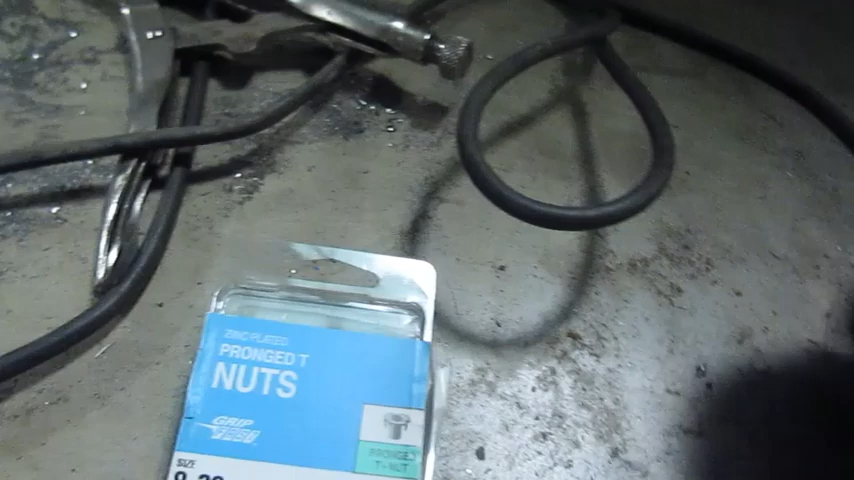 ZINC PLATED
PRONGED T
NUTS
GRIP
PRONGED
T-NUT
SIZE